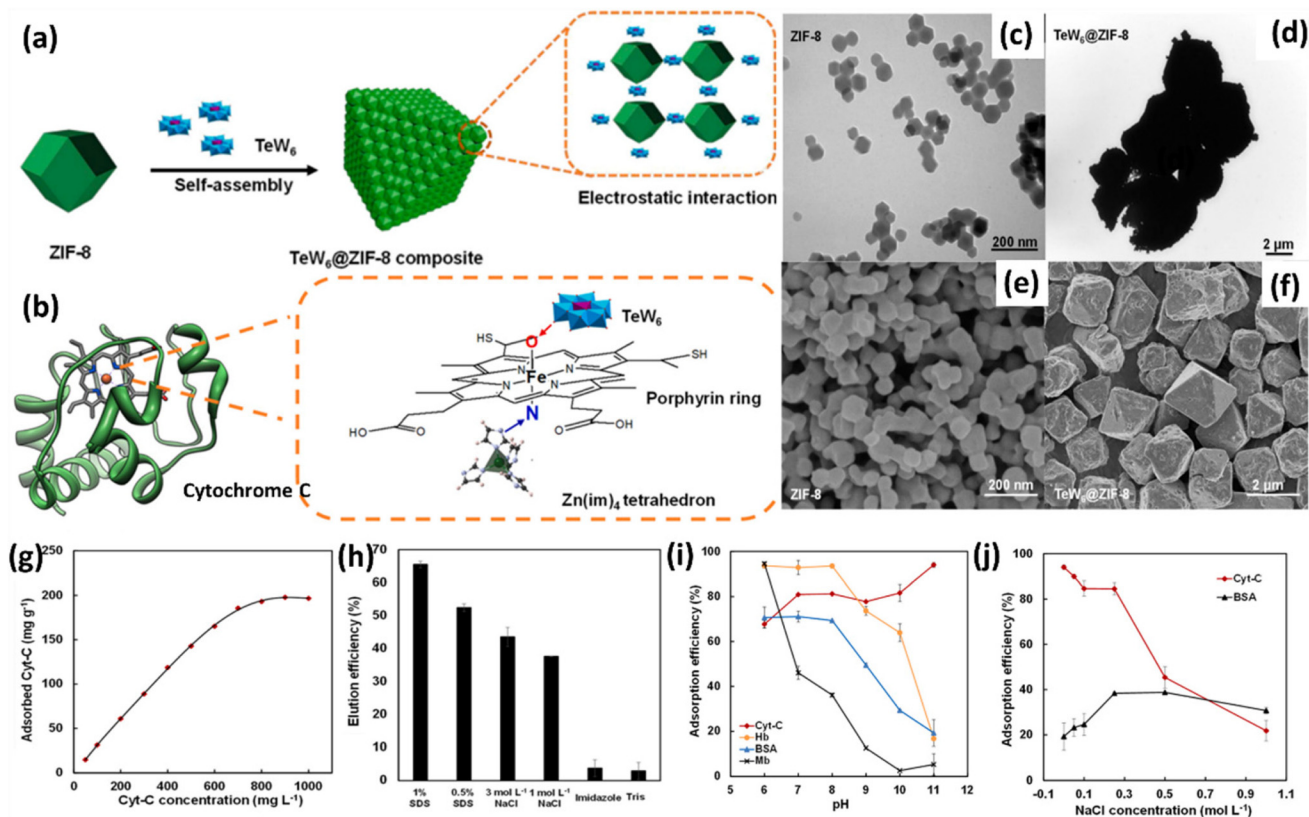 (a)
TeW6
Self-assembly
ZIF-8
TeW6@ZIF-8 composite
Electrostatic interaction
(b)
Cytochrome C
TeW6
HS
O
SH
N
N
Fe
N
N
Porphyrin ring
N
HO
O
O
OH
Zn(im)4 tetrahedron
ZIF-8
(c)
200 nm
TeW6@ZIF-8
(d)
2 μm
(e)
ZIF-8
200 nm
(f)
TeW6@ZIF-8
2 μm
(g)
Adsorbed Cyt-C (mg g-1)
250
200
150
100
50
0
0 200 400 600 800 1000
Cyt-C concentration (mg L-1)
(h)
Elution efficiency (%)
70
60
50
40
30
20
10
0
1% SDS
0.5% SDS
3 mol L-1 NaCl
1 mol L-1 NaCl
Imidazole
Tris
(i)
Adsorption efficiency (%)
100
80
60
40
20
0
Cyt-C
Hb
BSA
Mb
5 6 7 8 9 10 11 12
pH
(j)
Adsorption efficiency (%)
100
80
60
40
20
0
Cyt-C
BSA
-0.1 0.1 0.3 0.5 0.7 0.9 1.1
NaCl concentration (mol L-1)